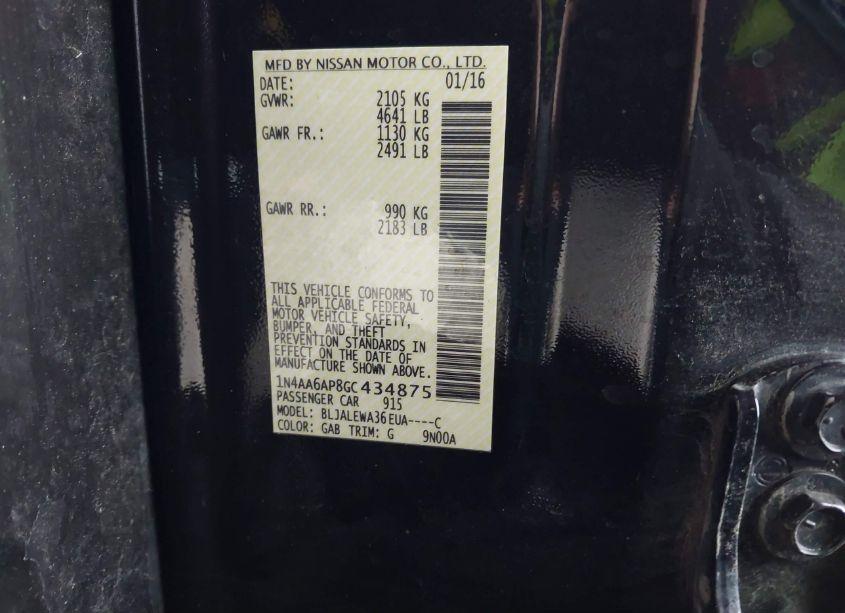 MFD BY NISSAN MOTOR CO., LTD.
DATE: 01/16
GVWR: 2105 KG
4641 LB
GAWR FR.: 1130 KG
2491 LB
GAWR RR.: 990 KG
2183 LB
THIS VEHICLE CONFORMS TO
ALL APPLICABLE FEDERAL
MOTOR VEHICLE SAFETY,
BUMPER, AND THEFT
PREVENTION STANDARDS IN
EFFECT ON THE DATE OF
MANUFACTURE SHOWN ABOVE.
1N4AA6AP8GC434875
PASSENGER CAR 915
MODEL: BLJALEWA36EUA----C
COLOR: GAB TRIM: G 9N00A